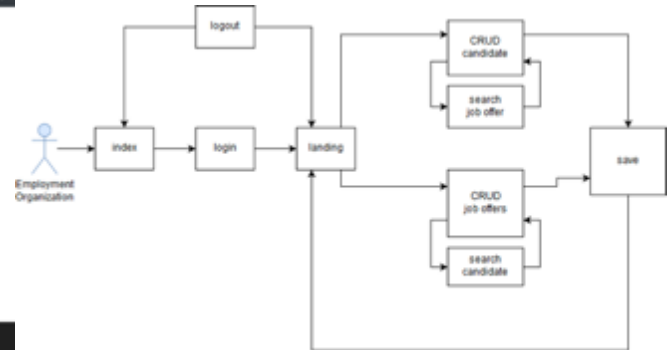 logout
CRUD
candidate
search
job offer
index
login
landing
save
Employment
Organization
CRUD
job offers
search
candidate